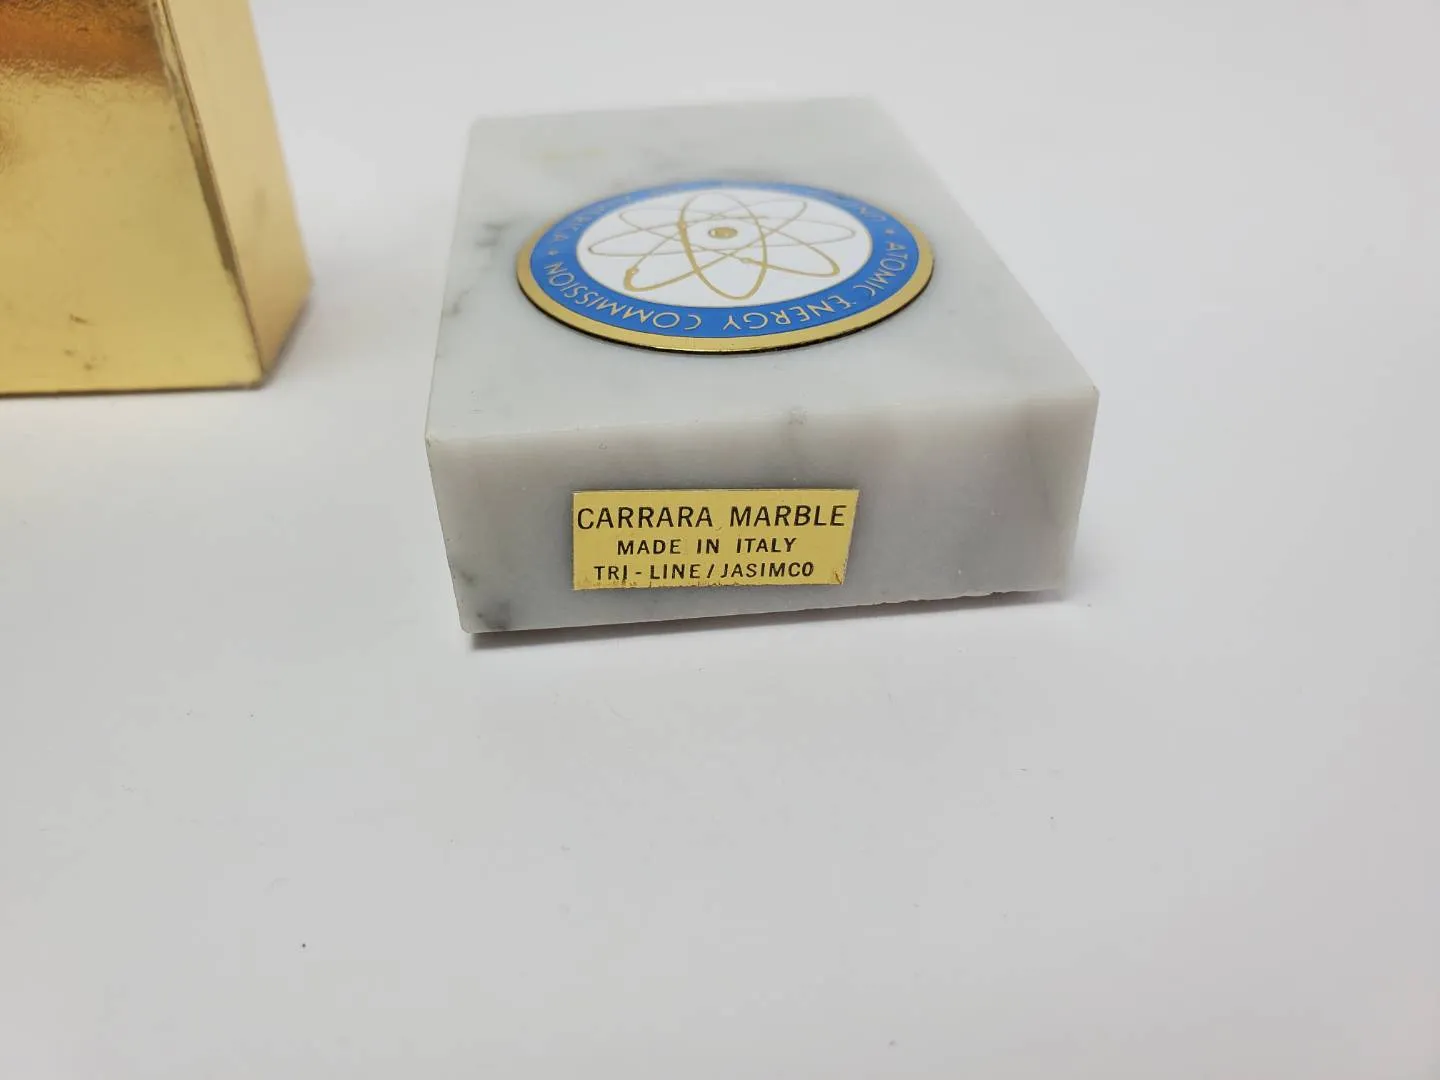 ATOMIC ENERGY COMMISSION
CARRARA MARBLE
MADE IN ITALY
TRI-LINE/JASIMCO